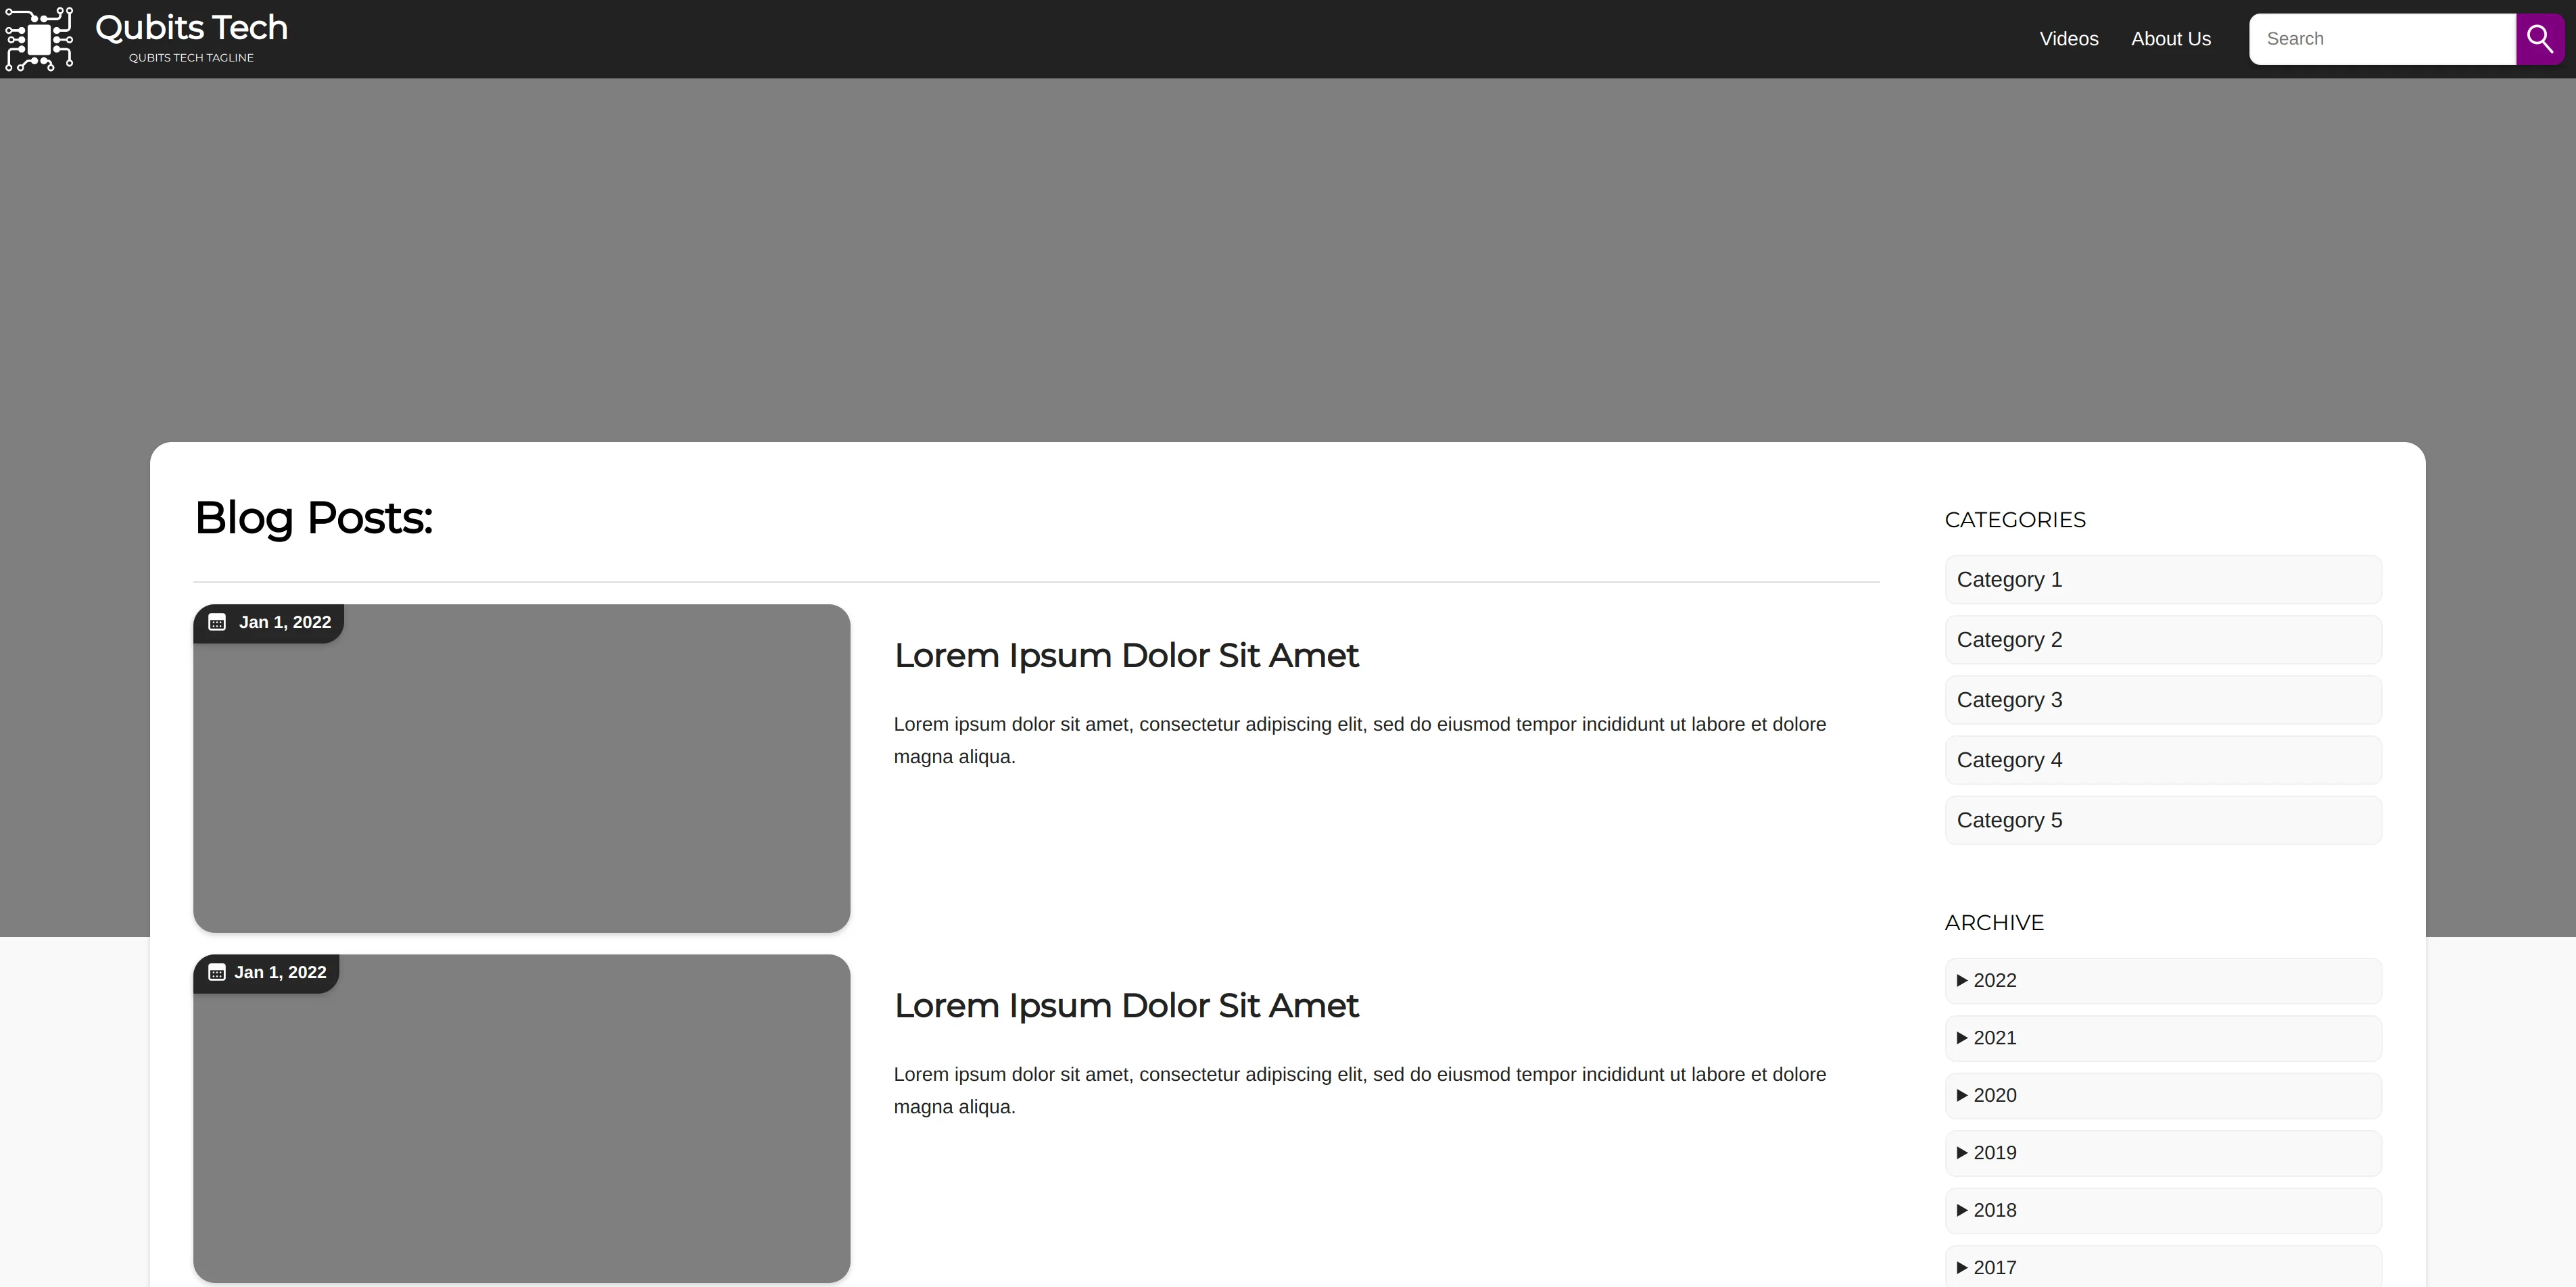 Qubits Tech
QUBITS TECH TAGLINE
Videos
About Us
Search
Blog Posts:
Jan 1, 2022
Lorem Ipsum Dolor Sit Amet
Lorem ipsum dolor sit amet, consectetur adipiscing elit, sed do eiusmod tempor incididunt ut labore et dolore
magna aliqua.
Jan 1, 2022
Lorem Ipsum Dolor Sit Amet
Lorem ipsum dolor sit amet, consectetur adipiscing elit, sed do eiusmod tempor incididunt ut labore et dolore
magna aliqua.
CATEGORIES
Category 1
Category 2
Category 3
Category 4
Category 5
ARCHIVE
2022
2021
2020
2019
2018
2017